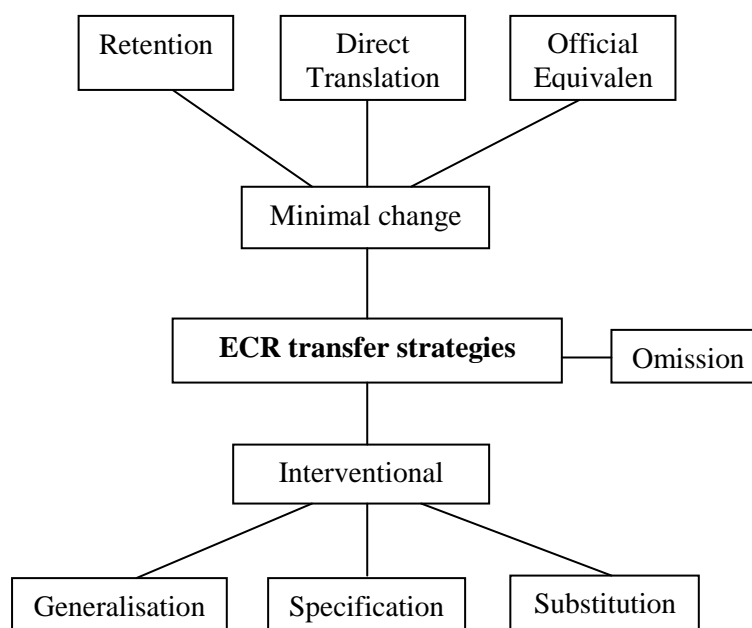 Retention
Direct
Translation
Official
Equivalen
Minimal change
ECR transfer strategies
Omission
Interventional
Generalisation
Specification
Substitution